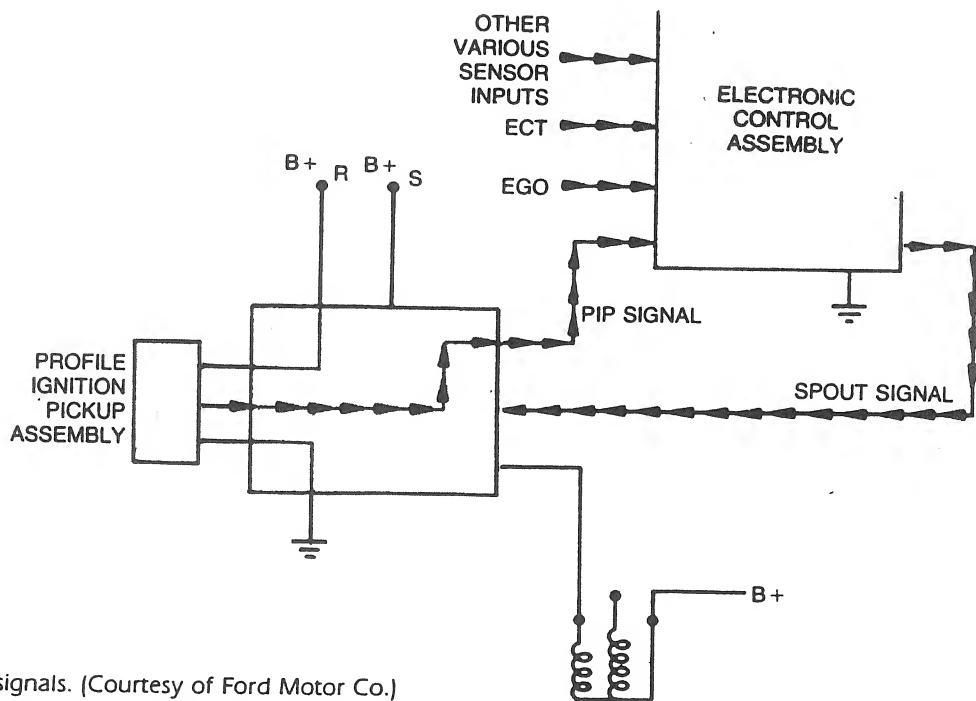 OTHER
VARIOUS
SENSOR
INPUTS
ECT
EGO
ELECTRONIC
CONTROL
ASSEMBLY
B+ R B+ S
PIP SIGNAL
PROFILE
IGNITION
PICKUP
ASSEMBLY
SPOUT SIGNAL
B+
signals. (Courtesy of Ford Motor Co.)